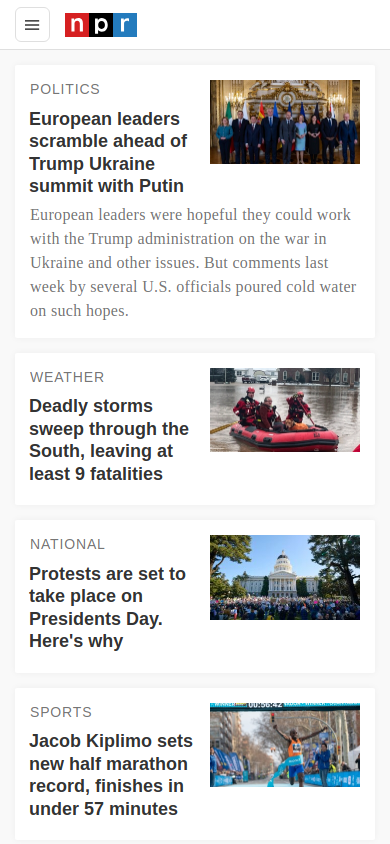 npr
POLITICS
European leaders
scramble ahead of
Trump Ukraine
summit with Putin
European leaders were hopeful they could work
with the Trump administration on the war in
Ukraine and other issues. But comments last
week by several U.S. officials poured cold water
on such hopes.
WEATHER
Deadly storms
sweep through the
South, leaving at
least 9 fatalities
NATIONAL
Protests are set to
take place on
Presidents Day.
Here's why
SPORTS
Jacob Kiplimo sets
new half marathon
record, finishes in
under 57 minutes
00:56:42